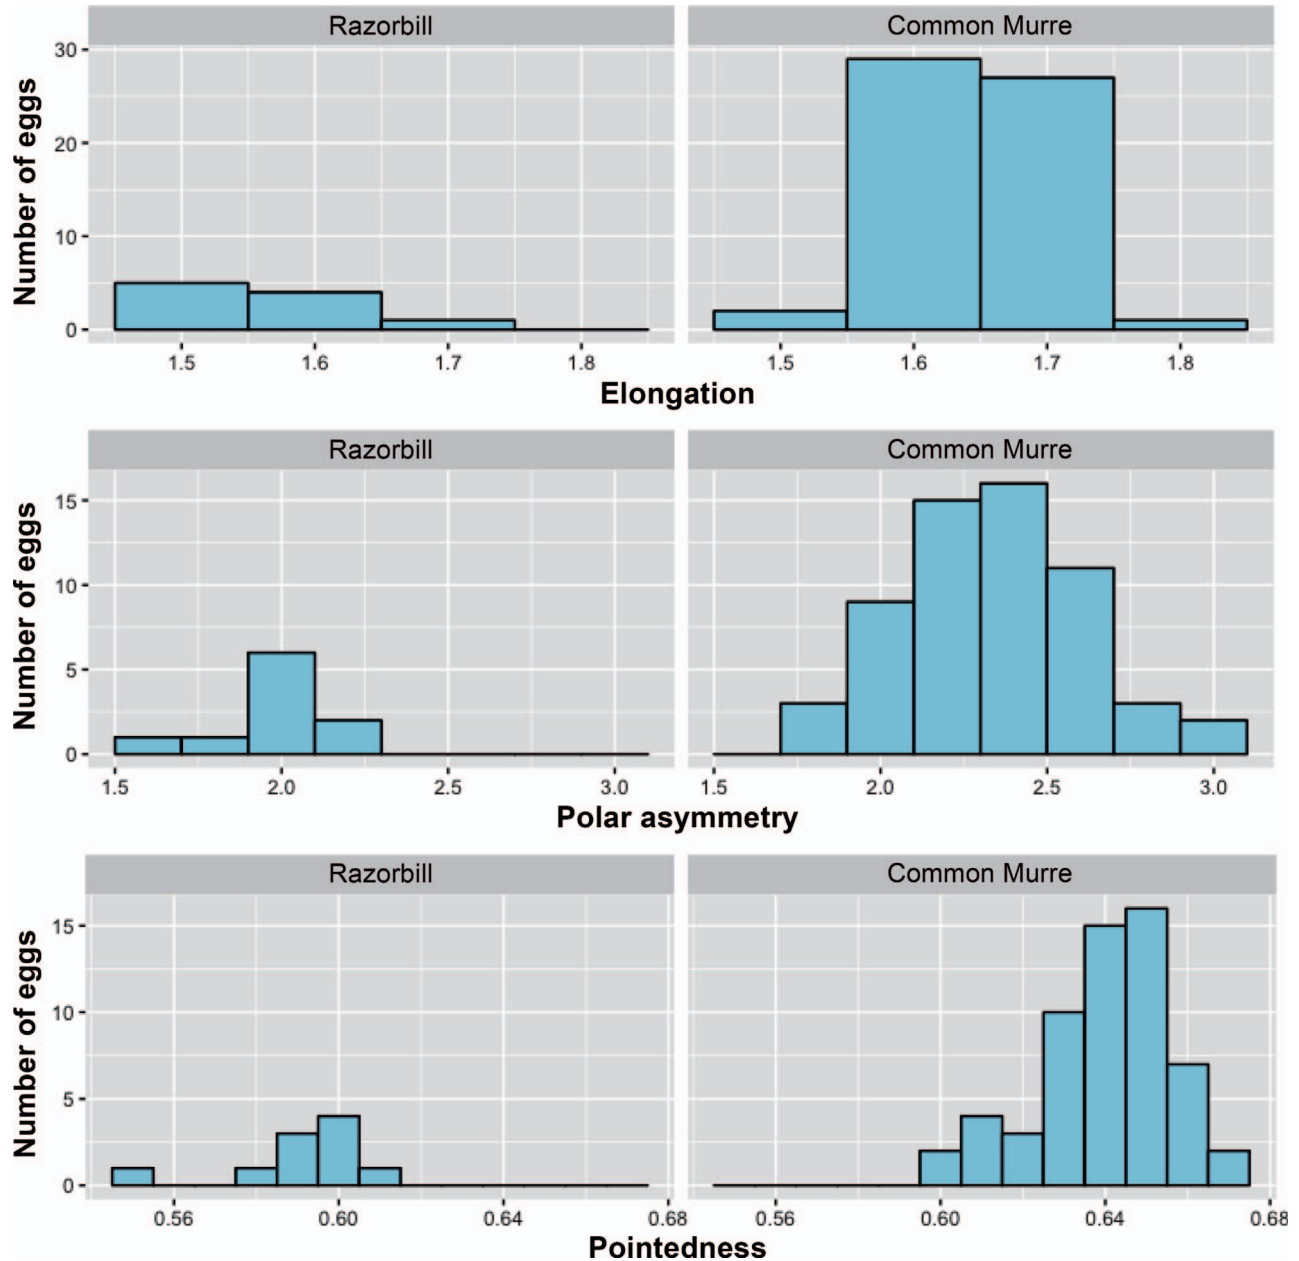 Razorbill Common Murre
Number of eggs
30
20
10
0
1.5 1.6 1.7 1.8 1.5 1.6 1.7 1.8
Elongation
Razorbill Common Murre
Number of eggs
15
10
5
0
1.5 2.0 2.5 3.0 1.5 2.0 2.5 3.0
Polar asymmetry
Razorbill Common Murre
Number of eggs
15
10
5
0
0.56 0.60 0.64 0.68 0.56 0.60 0.64 0.68
Pointedness